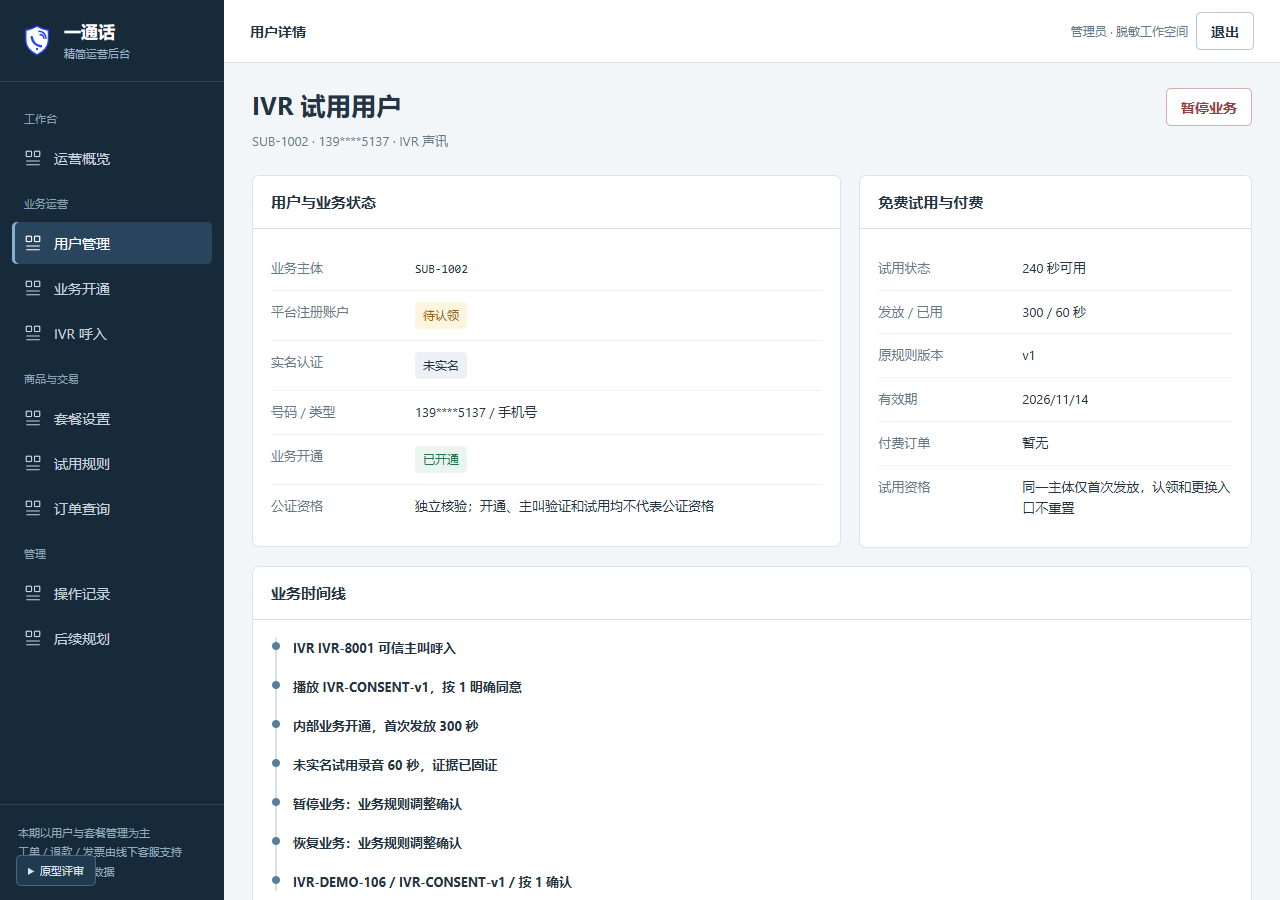 一通话
精简运营后台
工作台
运营概览
业务运营
用户管理
业务开通
IVR 呼入
商品与交易
套餐设置
试用规则
订单查询
管理
操作记录
后续规划
本期以用户与套餐管理为主
工单 / 退款 / 发票由线下客服支持
数据
原型评审
用户详情
管理员 · 脱敏工作空间
退出
IVR 试用用户
SUB-1002 · 139****5137 · IVR 声讯
暂停业务
用户与业务状态
业务主体 SUB-1002
平台注册账户 待认领
实名认证 未实名
号码 / 类型 139****5137 / 手机号
业务开通 已开通
公证资格 独立核验；开通、主叫验证和试用均不代表公证资格
免费试用与付费
试用状态 240 秒可用
发放 / 已用 300 / 60 秒
原规则版本 v1
有效期 2026/11/14
付费订单 暂无
试用资格 同一主体仅首次发放，认领和更换入
口不重置
业务时间线
IVR IVR-8001 可信主叫呼入
播放 IVR-CONSENT-v1，按 1 明确同意
内部业务开通，首次发放 300 秒
未实名试用录音 60 秒，证据已固证
暂停业务：业务规则调整确认
恢复业务：业务规则调整确认
IVR-DEMO-106 / IVR-CONSENT-v1 / 按 1 确认